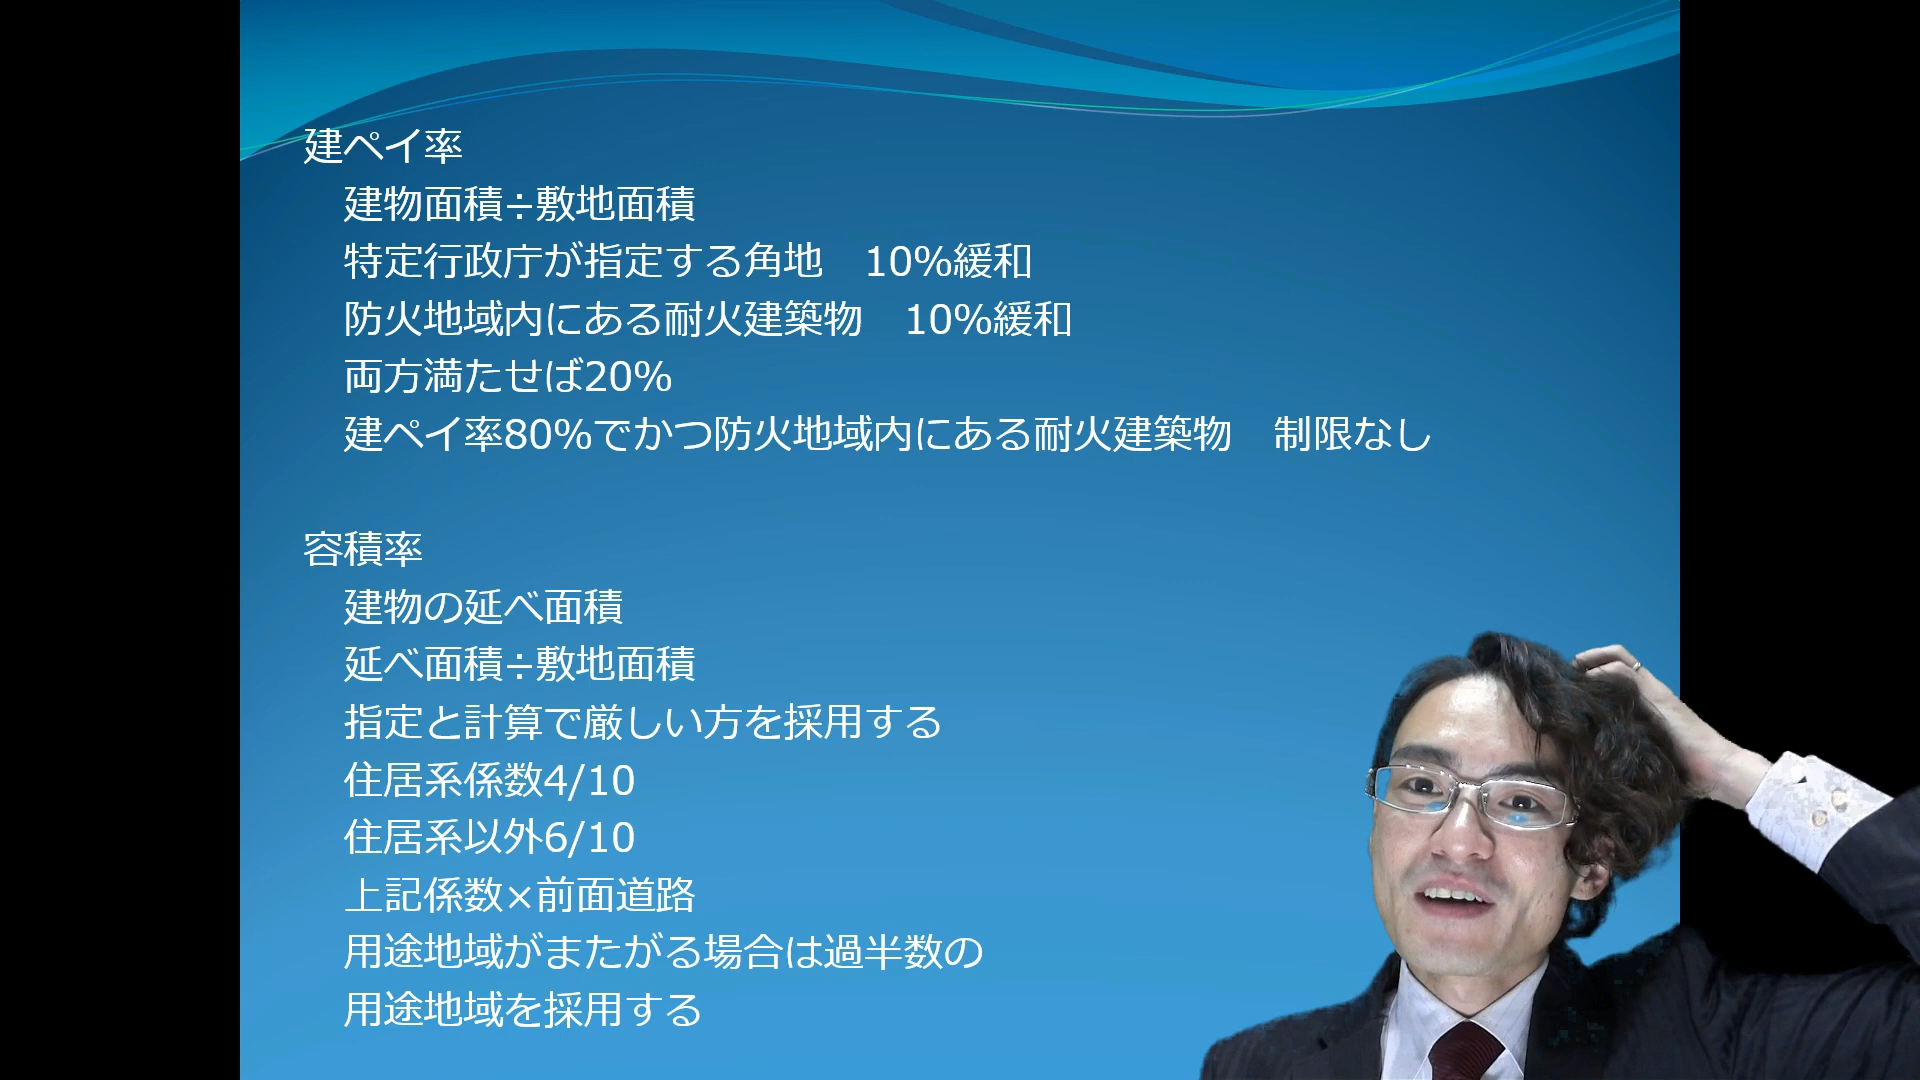 建ペイ率
建物面積÷敷地面積
特定行政庁が指定する角地　10%緩和
防火地域内にある耐火建築物　10%緩和
両方満たせば20%
建ペイ率80%でかつ防火地域内にある耐火建築物　制限なし
容積率
建物の延べ面積
延べ面積÷敷地面積
指定と計算で厳しい方を採用する
住居系係数4/10
住居系以外6/10
上記係数×前面道路
用途地域がまたがる場合は過半数の
用途地域を採用する